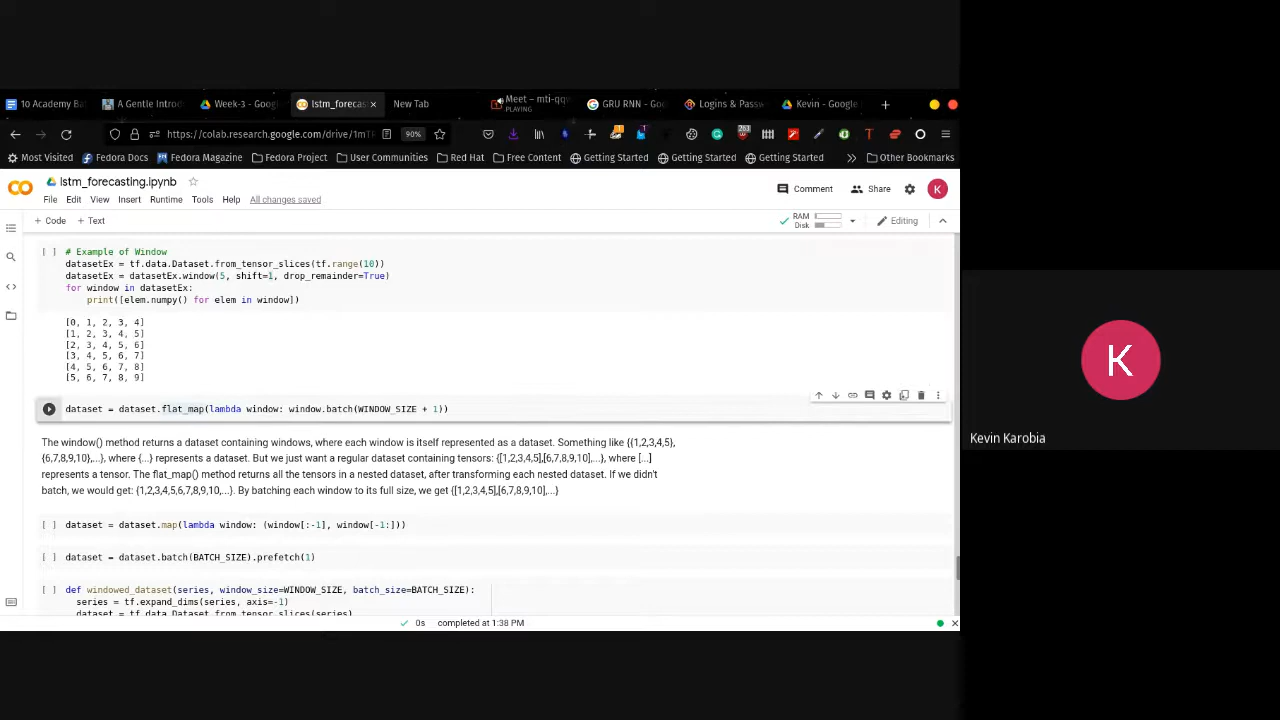 10 Academy Ba
A Gentle Introd
Week-3 - Goog
lstm_forecas
New Tab
Meet – mti-qqw
PLAYING
GRU RNN - Goo
Logins & Passw
Kevin - Google
https://colab.research.google.com/drive/1mT
90%
263
Most Visited
Fedora Docs
Fedora Magazine
Fedora Project
User Communities
Red Hat
Free Content
Getting Started
Getting Started
Getting Started
Other Bookmarks
lstm_forecasting.ipynb
Comment
Share
K
File Edit View Insert Runtime Tools Help All changes saved
+ Code + Text
RAM
Disk
Editing
[ ] # Example of Window
datasetEx = tf.data.Dataset.from_tensor_slices(tf.range(10))
datasetEx = datasetEx.window(5, shift=1, drop_remainder=True)
for window in datasetEx:
print([elem.numpy() for elem in window])
[0, 1, 2, 3, 4]
[1, 2, 3, 4, 5]
[2, 3, 4, 5, 6]
[3, 4, 5, 6, 7]
[4, 5, 6, 7, 8]
[5, 6, 7, 8, 9]
dataset = dataset.flat_map(lambda window: window.batch(WINDOW_SIZE + 1))
The window() method returns a dataset containing windows, where each window is itself represented as a dataset. Something like {{1,2,3,4,5},
{6,7,8,9,10},...}, where {...} represents a dataset. But we just want a regular dataset containing tensors: {[1,2,3,4,5],[6,7,8,9,10],...}, where [...]
represents a tensor. The flat_map() method returns all the tensors in a nested dataset, after transforming each nested dataset. If we didn't
batch, we would get: {1,2,3,4,5,6,7,8,9,10,...}. By batching each window to its full size, we get {[1,2,3,4,5],[6,7,8,9,10],...}
[ ] dataset = dataset.map(lambda window: (window[:-1], window[-1:]))
[ ] dataset = dataset.batch(BATCH_SIZE).prefetch(1)
[ ] def windowed_dataset(series, window_size=WINDOW_SIZE, batch_size=BATCH_SIZE):
series = tf.expand_dims(series, axis=-1)
dataset = tf.data.Dataset.from_tensor_slices(series)
0s completed at 1:38 PM
K
Kevin Karobia